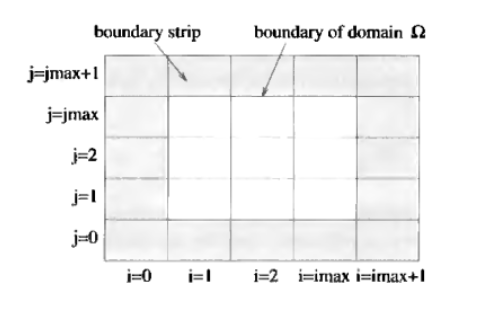 boundary strip boundary of domain Ω
j=jmax+1
j=jmax
j=2
j=1
j=0
i=0 i=1 i=2 i=imax i=imax+1